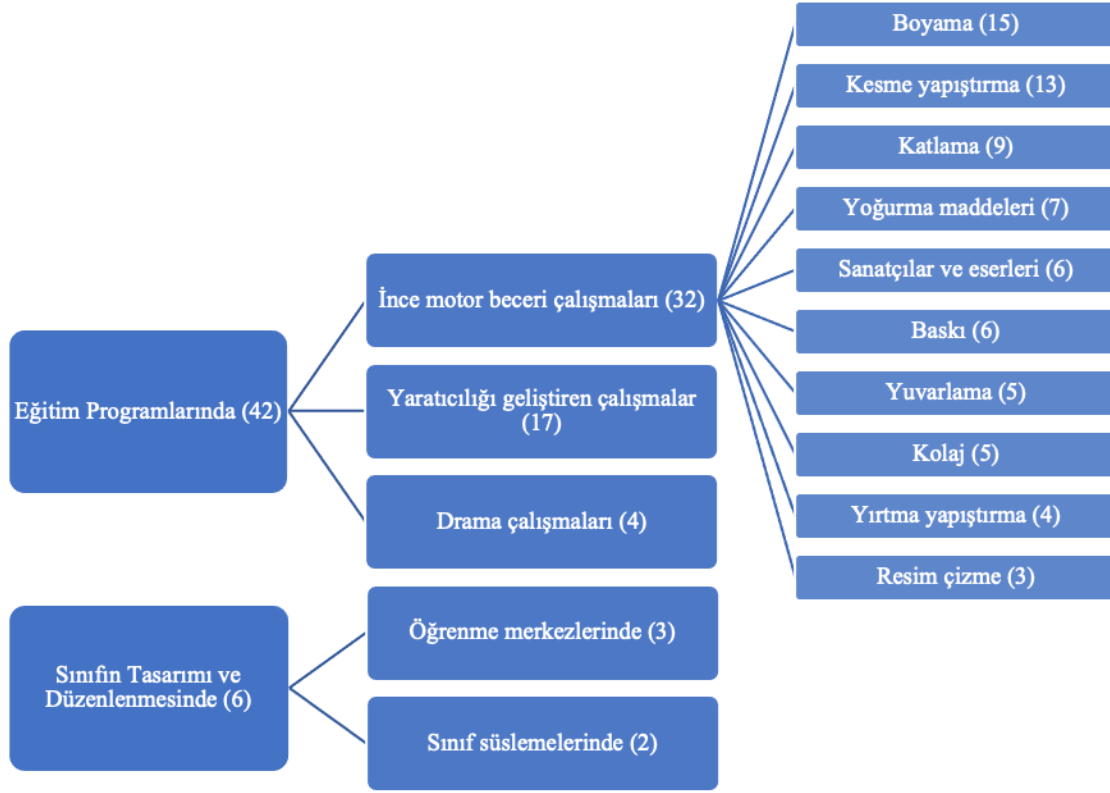 Eğitim Programlarında (42)
İnce motor beceri çalışmaları (32)
Boyama (15)
Kesme yapıştırma (13)
Katlama (9)
Yoğurma maddeleri (7)
Sanatçılar ve eserleri (6)
Baskı (6)
Yuvarlama (5)
Kolaj (5)
Yırtma yapıştırma (4)
Resim çizme (3)
Yaratıcılığı geliştiren çalışmalar
(17)
Drama çalışmaları (4)
Sınıfın Tasarımı ve
Düzenlenmesinde (6)
Öğrenme merkezlerinde (3)
Sınıf süslemelerinde (2)